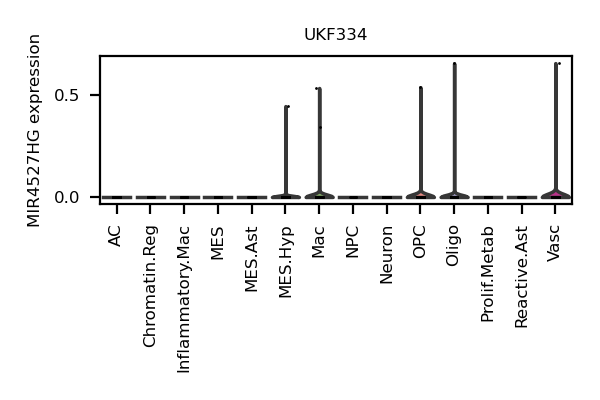 UKF334
MIR4527HG expression
0.5
0.0
AC
Chromatin.Reg
Inflammatory.Mac
MES
MES.Ast
MES.Hyp
Mac
NPC
Neuron
OPC
Oligo
Prolif.Metab
Reactive.Ast
Vasc